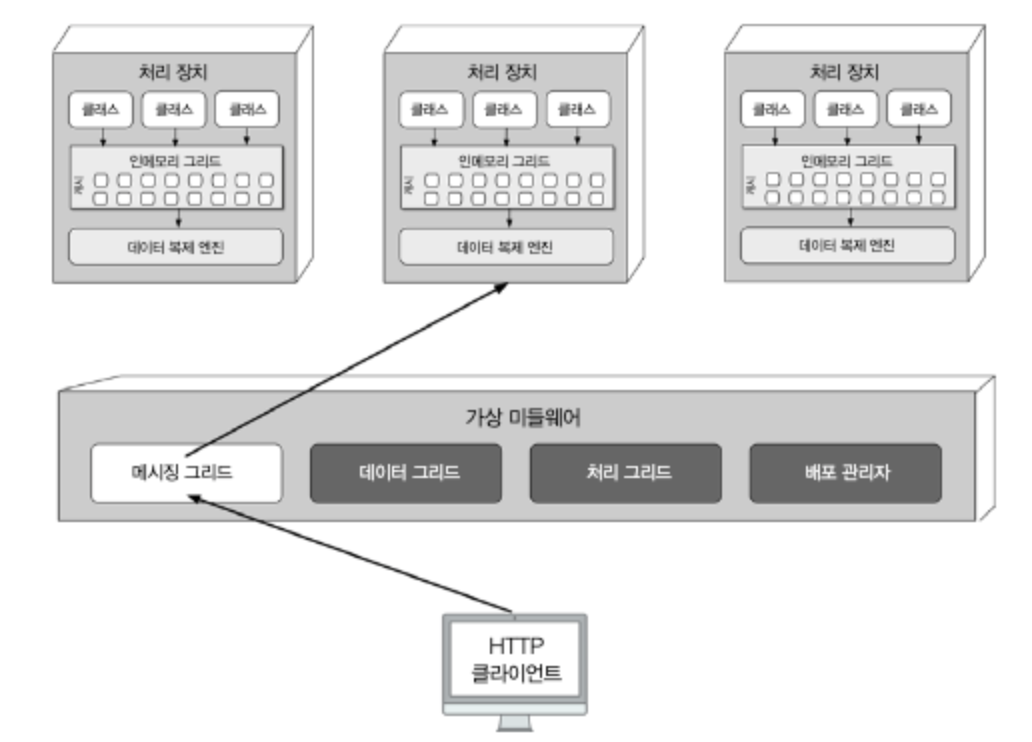 처리 장치
클래스 클래스 클래스
인메모리 그리드
캐시
데이터 복제 엔진
처리 장치
클래스 클래스 클래스
인메모리 그리드
캐시
데이터 복제 엔진
처리 장치
클래스 클래스 클래스
인메모리 그리드
캐시
데이터 복제 엔진
가상 미들웨어
메시징 그리드
데이터 그리드
처리 그리드
배포 관리자
HTTP
클라이언트